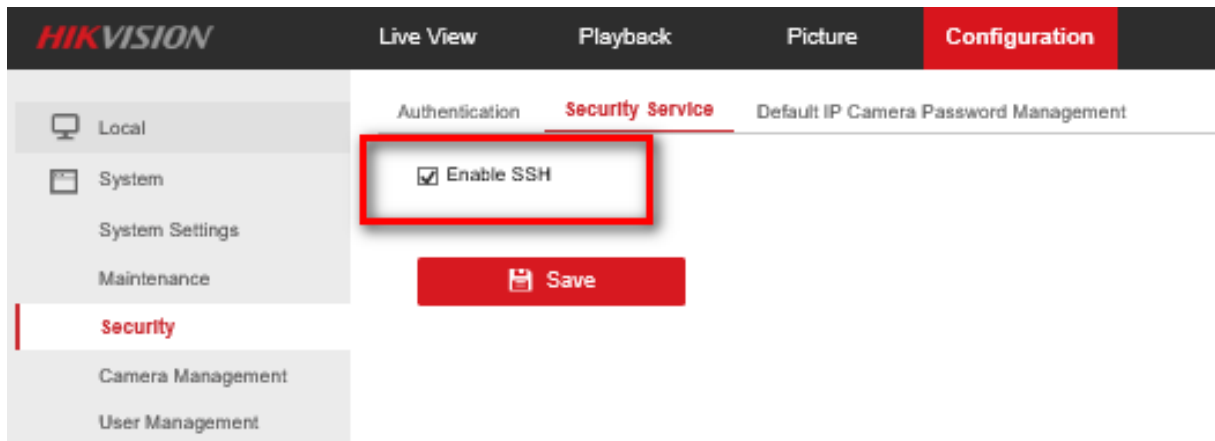 HIKVISION Live View Playback Picture Configuration
Authentication Security Service Default IP Camera Password Management
Local
Enable SSH
System
System Settings
Save
Maintenance
Security
Camera Management
User Management